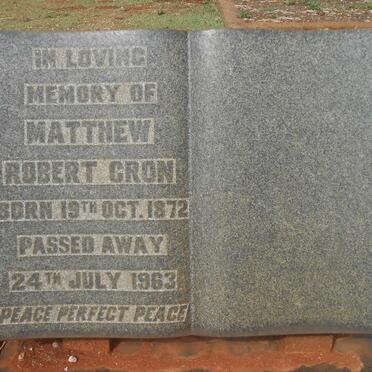 IN LOVING
MEMORY OF
MATTHEW
ROBERT CRON
BORN 19TH OCT. 1872
PASSED AWAY
24TH JULY 1963
PEACE PERFECT PEACE